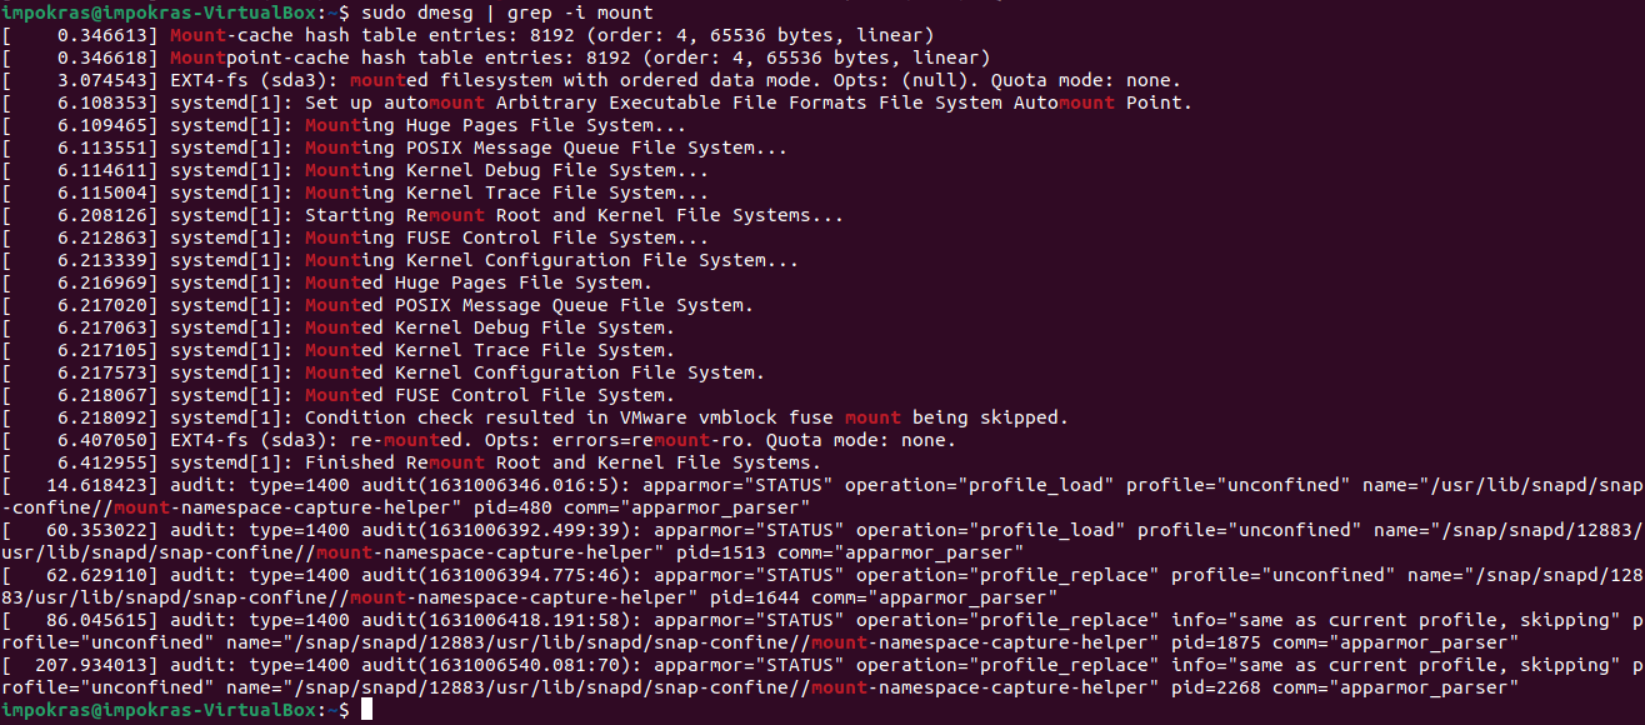 impokras@impokras-VirtualBox:~$ sudo dmesg | grep -i mount
[    0.346613] Mount-cache hash table entries: 8192 (order: 4, 65536 bytes, linear)
[    0.346618] Mountpoint-cache hash table entries: 8192 (order: 4, 65536 bytes, linear)
[    3.074543] EXT4-fs (sda3): mounted filesystem with ordered data mode. Opts: (null). Quota mode: none.
[    6.108353] systemd[1]: Set up automount Arbitrary Executable File Formats File System Automount Point.
[    6.109465] systemd[1]: Mounting Huge Pages File System...
[    6.113551] systemd[1]: Mounting POSIX Message Queue File System...
[    6.114611] systemd[1]: Mounting Kernel Debug File System...
[    6.115004] systemd[1]: Mounting Kernel Trace File System...
[    6.208126] systemd[1]: Starting Remount Root and Kernel File Systems...
[    6.212863] systemd[1]: Mounting FUSE Control File System...
[    6.213339] systemd[1]: Mounting Kernel Configuration File System...
[    6.216969] systemd[1]: Mounted Huge Pages File System.
[    6.217020] systemd[1]: Mounted POSIX Message Queue File System.
[    6.217063] systemd[1]: Mounted Kernel Debug File System.
[    6.217105] systemd[1]: Mounted Kernel Trace File System.
[    6.217573] systemd[1]: Mounted Kernel Configuration File System.
[    6.218067] systemd[1]: Mounted FUSE Control File System.
[    6.218092] systemd[1]: Condition check resulted in VMware vmblock fuse mount being skipped.
[    6.407050] EXT4-fs (sda3): re-mounted. Opts: errors=remount-ro. Quota mode: none.
[    6.412955] systemd[1]: Finished Remount Root and Kernel File Systems.
[   14.618423] audit: type=1400 audit(1631006346.016:5): apparmor="STATUS" operation="profile_load" profile="unconfined" name="/usr/lib/snapd/snap
-confine//mount-namespace-capture-helper" pid=480 comm="apparmor_parser"
[   60.353022] audit: type=1400 audit(1631006392.499:39): apparmor="STATUS" operation="profile_load" profile="unconfined" name="/snap/snapd/12883/
usr/lib/snapd/snap-confine//mount-namespace-capture-helper" pid=1513 comm="apparmor_parser"
[   62.629110] audit: type=1400 audit(1631006394.775:46): apparmor="STATUS" operation="profile_replace" profile="unconfined" name="/snap/snapd/128
83/usr/lib/snapd/snap-confine//mount-namespace-capture-helper" pid=1644 comm="apparmor_parser"
[   86.045615] audit: type=1400 audit(1631006418.191:58): apparmor="STATUS" operation="profile_replace" info="same as current profile, skipping" p
rofile="unconfined" name="/snap/snapd/12883/usr/lib/snapd/snap-confine//mount-namespace-capture-helper" pid=1875 comm="apparmor_parser"
[  207.934013] audit: type=1400 audit(1631006540.081:70): apparmor="STATUS" operation="profile_replace" info="same as current profile, skipping" p
rofile="unconfined" name="/snap/snapd/12883/usr/lib/snapd/snap-confine//mount-namespace-capture-helper" pid=2268 comm="apparmor_parser"
impokras@impokras-VirtualBox:~$